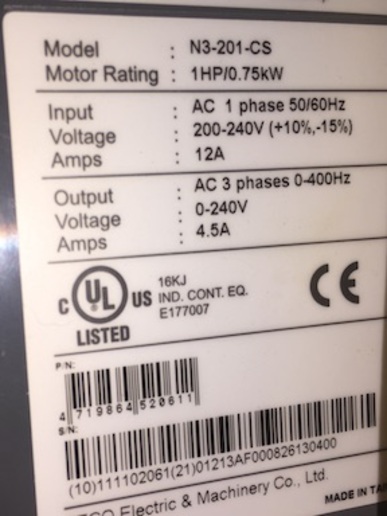 Model : N3-201-CS
Motor Rating : 1HP/0.75kW
Input : AC 1 phase 50/60Hz
Voltage : 200-240V (+10%,-15%)
Amps : 12A
Output : AC 3 phases 0-400Hz
Voltage : 0-240V
Amps : 4.5A
C UL US
LISTED
16KJ
IND. CONT. EQ.
E177007
CE
P/N:
4 719864 520611
S/N:
(10)111102061(21)01213AF000826130400
Electric & Machinery Co., Ltd.
MADE IN